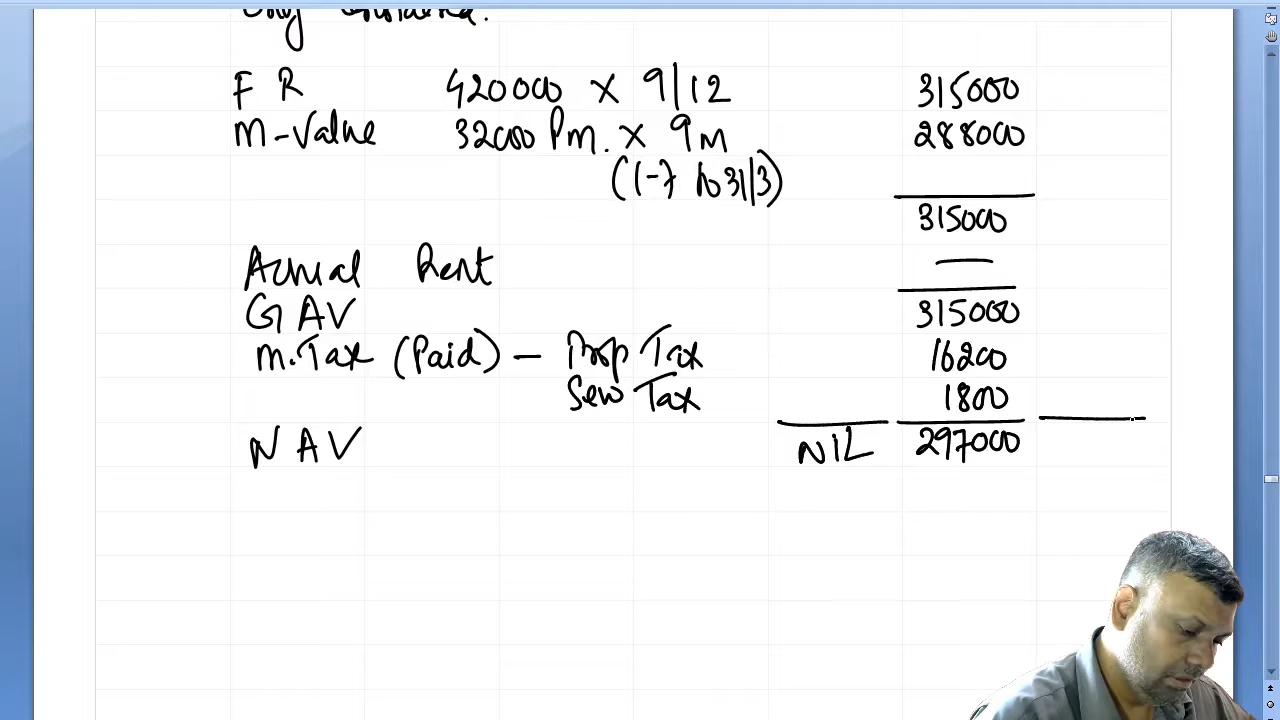 F R 420000 X 9/12 315000
M-Value 32000 Pm. X 9M 288000
(1-7 to 31/3)
315000
Actual Rent —
GAV 315000
M.Tax (Paid) - Prop Tax 16200
Sew Tax 1800
NAV NIL 297000